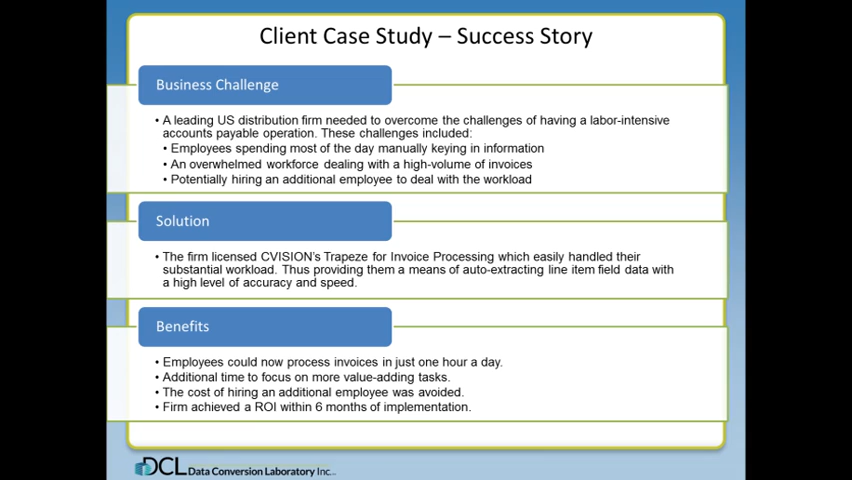 Client Case Study – Success Story
Business Challenge
• A leading US distribution firm needed to overcome the challenges of having a labor-intensive
accounts payable operation. These challenges included:
• Employees spending most of the day manually keying in information
• An overwhelmed workforce dealing with a high-volume of invoices
• Potentially hiring an additional employee to deal with the workload
Solution
• The firm licensed CVISION's Trapeze for Invoice Processing which easily handled their
substantial workload. Thus providing them a means of auto-extracting line item field data with
a high level of accuracy and speed.
Benefits
• Employees could now process invoices in just one hour a day.
• Additional time to focus on more value-adding tasks.
• The cost of hiring an additional employee was avoided.
• Firm achieved a ROI within 6 months of implementation.
DCL Data Conversion Laboratory Inc...